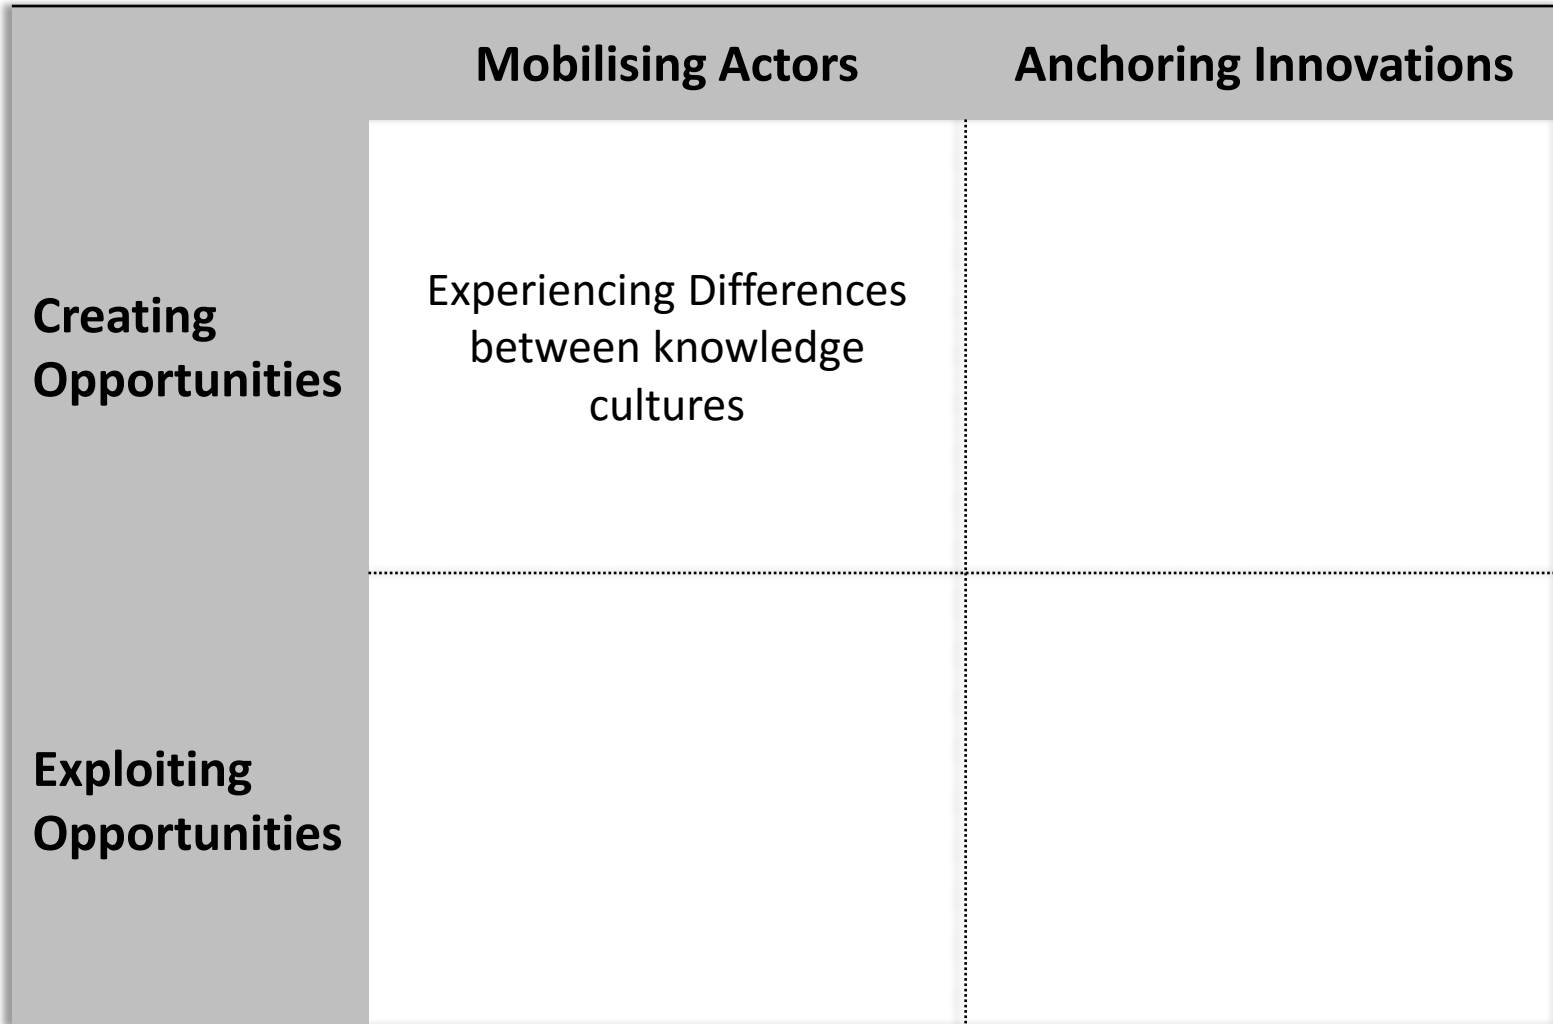 Mobilising Actors
Anchoring Innovations
Creating
Opportunities
Experiencing Differences
between knowledge
cultures
Exploiting
Opportunities